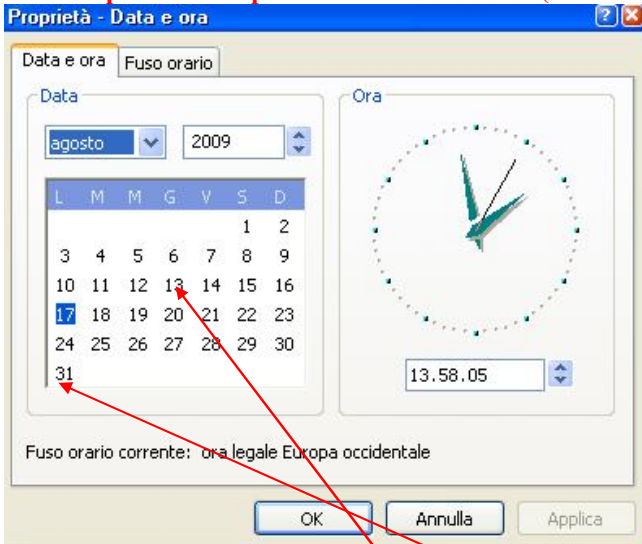 Proprietà - Data e ora
Data e ora Fuso orario
Data
agosto 2009
L M M G V S D
1 2
3 4 5 6 7 8 9
10 11 12 13 14 15 16
17 18 19 20 21 22 23
24 25 26 27 28 29 30
31
Ora
13.58.05
Fuso orario corrente: ora legale Europa occidentale
OK Annulla Applica